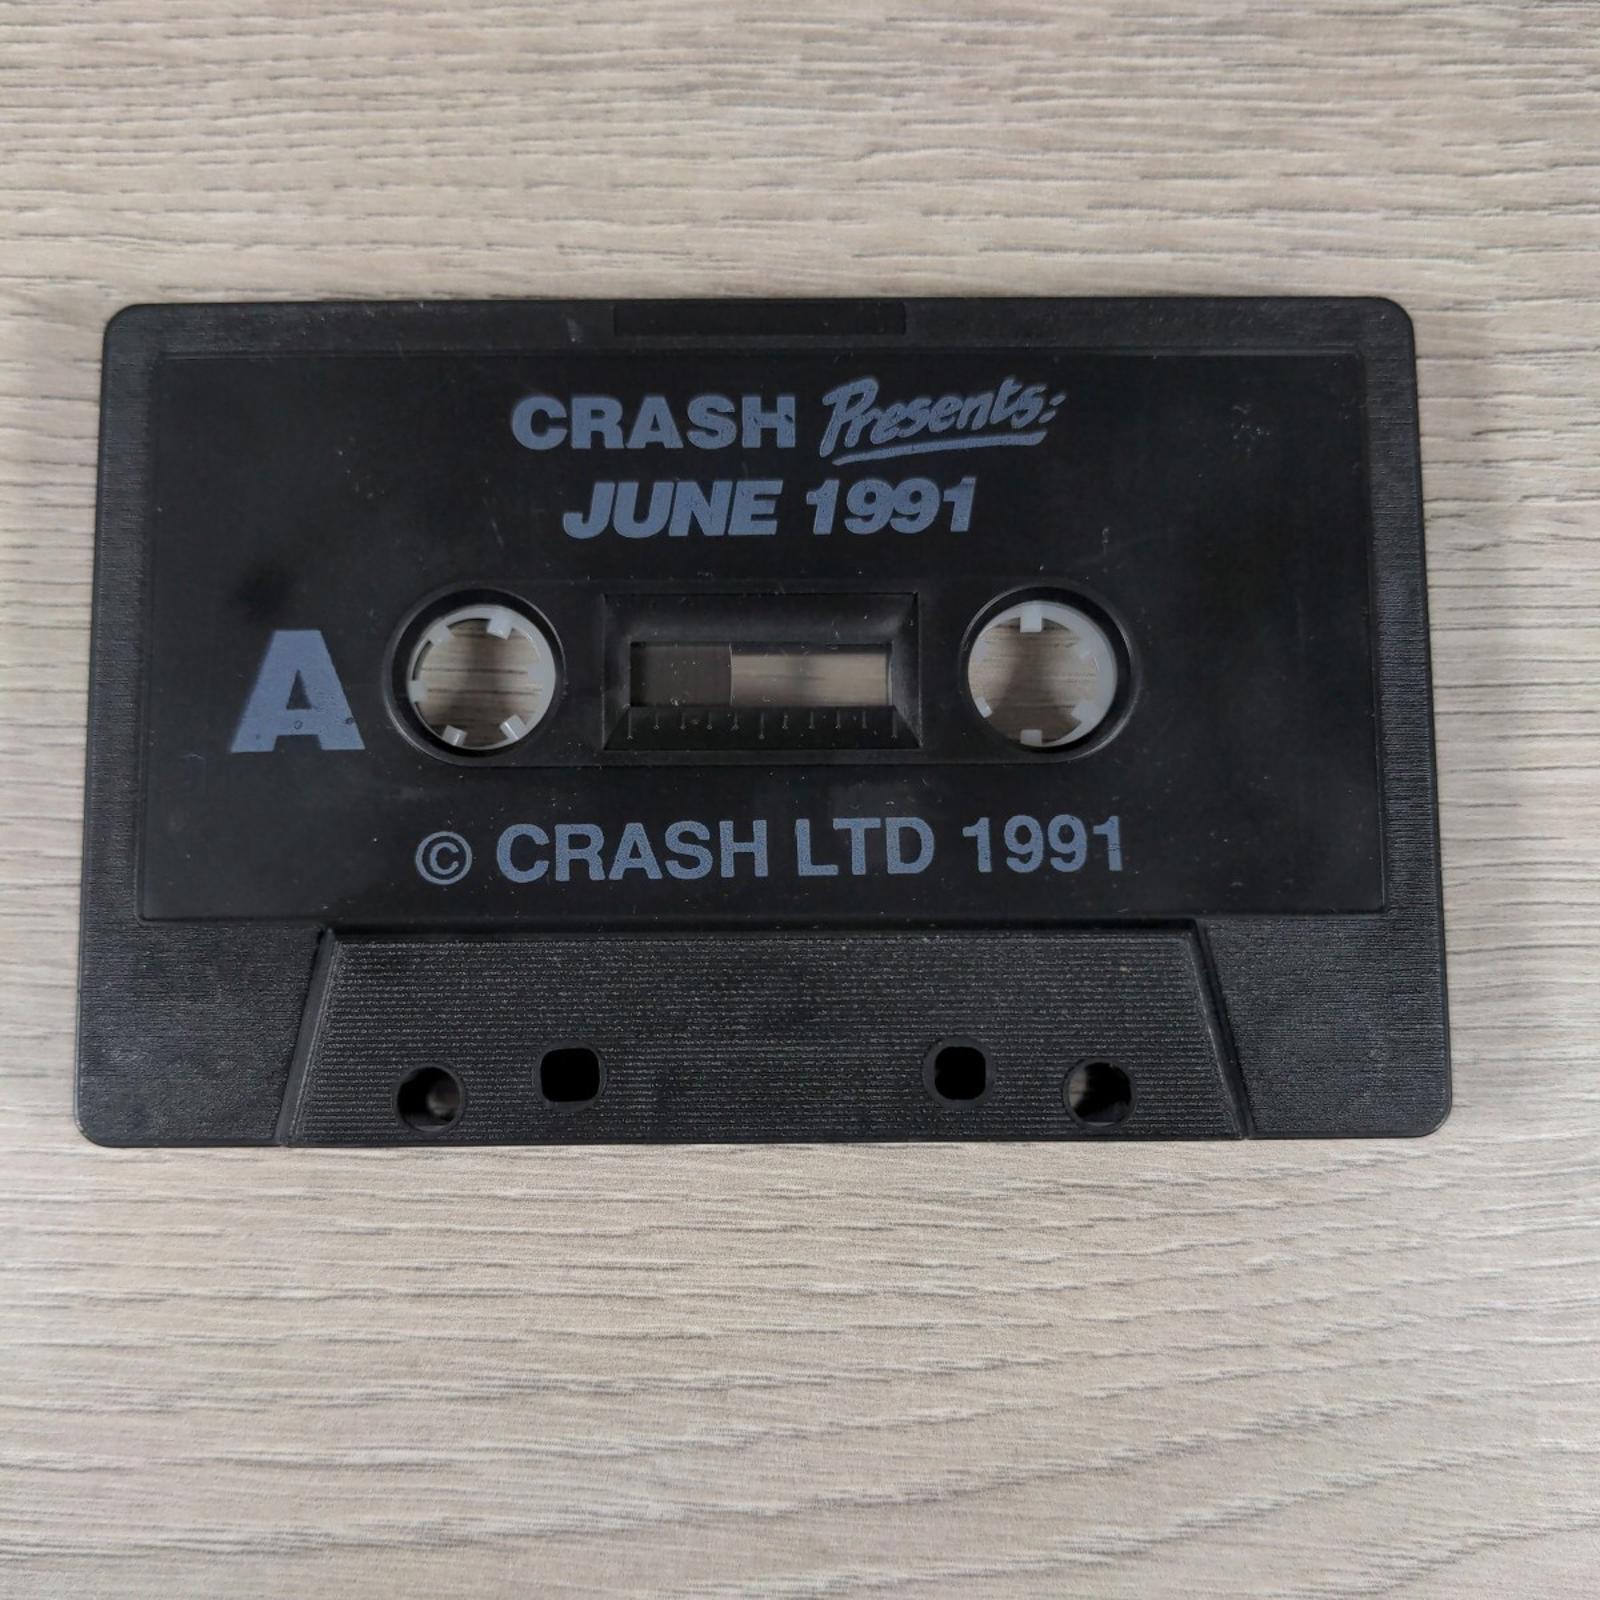 CRASH Presents:
JUNE 1991
A
© CRASH LTD 1991